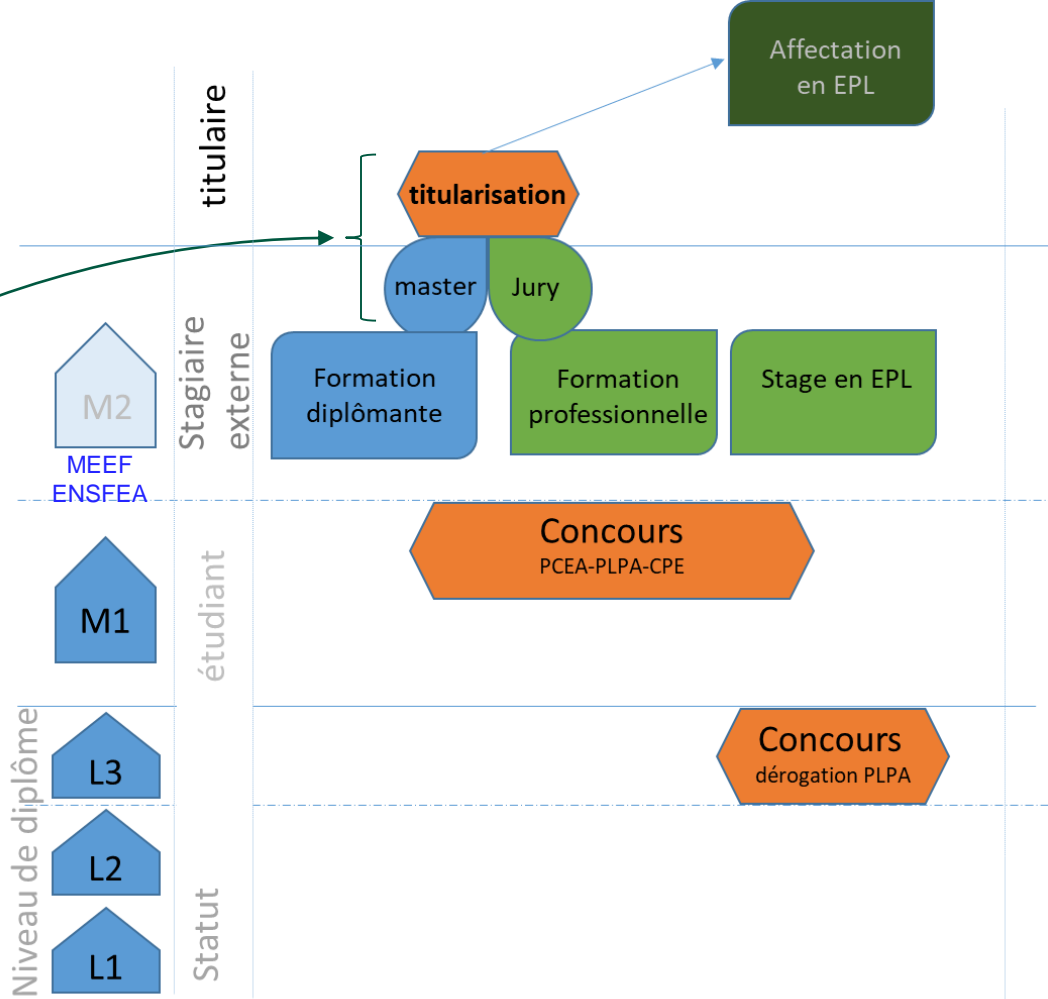 Affectation
en EPL
titulaire
titularisation
master
Jury
Stagiaire
externe
M2
MEEF
ENSFEA
Formation
diplômante
Formation
professionnelle
Stage en EPL
Concours
PCEA-PLPA-CPE
M1
étudiant
Concours
dérogation PLPA
Niveau de diplôme
L3
L2
Statut
L1